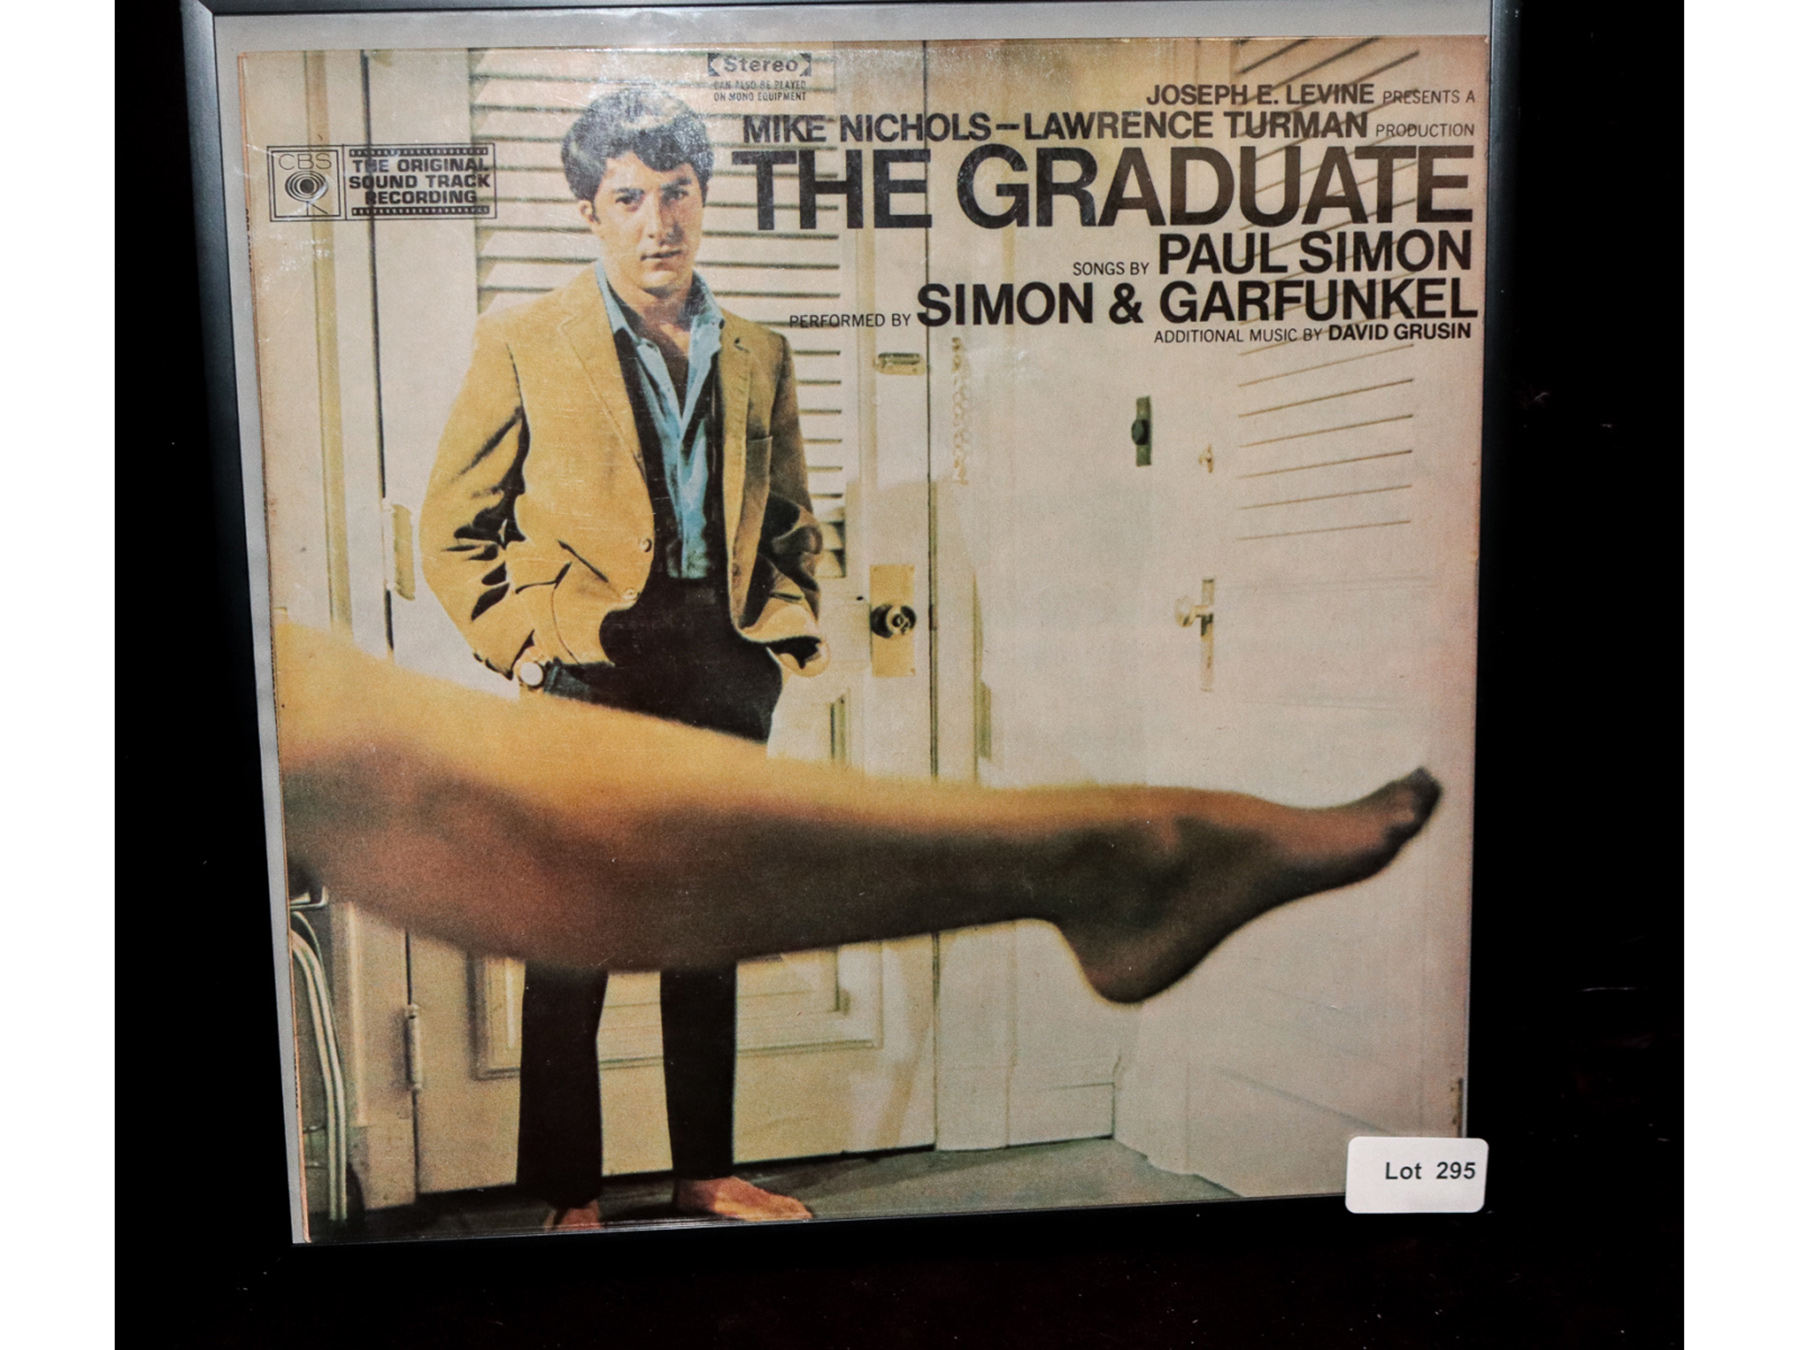 Stereo
CAN ALSO BE PLAYED
ON MONO EQUIPMENT
JOSEPH E. LEVINE PRESENTS A
MIKE NICHOLS–LAWRENCE TURMAN PRODUCTION
THE GRADUATE
SONGS BY PAUL SIMON
PERFORMED BY SIMON & GARFUNKEL
ADDITIONAL MUSIC BY DAVID GRUSIN
CBS
THE ORIGINAL
SOUND TRACK
RECORDING
Lot 295